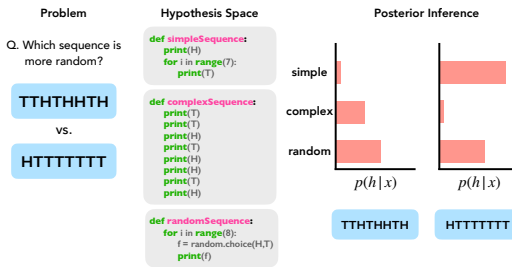 Problem
Q. Which sequence is
more random?
TTHTHHTH
vs.
HTTTTTTT
Hypothesis Space
def simpleSequence:
print(H)
for i in range(7):
print(T)
def complexSequence:
print(T)
print(T)
print(H)
print(T)
print(H)
print(H)
print(T)
print(H)
def randomSequence:
for i in range(8):
f = random.choice(H,T)
print(f)
Posterior Inference
simple
complex
random
p(h|x)
p(h|x)
TTHTHHTH
HTTTTTTT